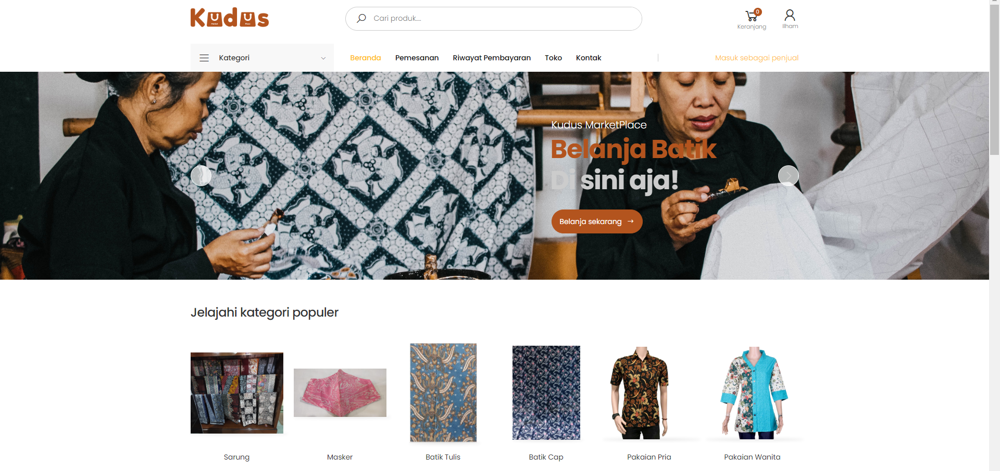 Kudus
Market Place
Cari produk....
0
Keranjang
Ilham
Kategori
Beranda Pemesanan Riwayat Pembayaran Toko Kontak
Masuk sebagai penjual
Kudus MarketPlace
Belanja Batik
Di sini aja!
Belanja sekarang →
Jelajahi kategori populer
Sarung Masker Batik Tulis Batik Cap Pakaian Pria Pakaian Wanita